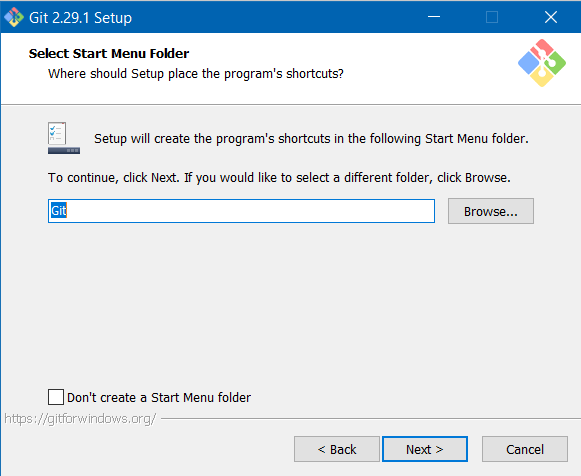 Git 2.29.1 Setup
Select Start Menu Folder
Where should Setup place the program's shortcuts?
Setup will create the program's shortcuts in the following Start Menu folder.
To continue, click Next. If you would like to select a different folder, click Browse.
Git
Browse...
Don't create a Start Menu folder
https://gitforwindows.org/
< Back
Next >
Cancel